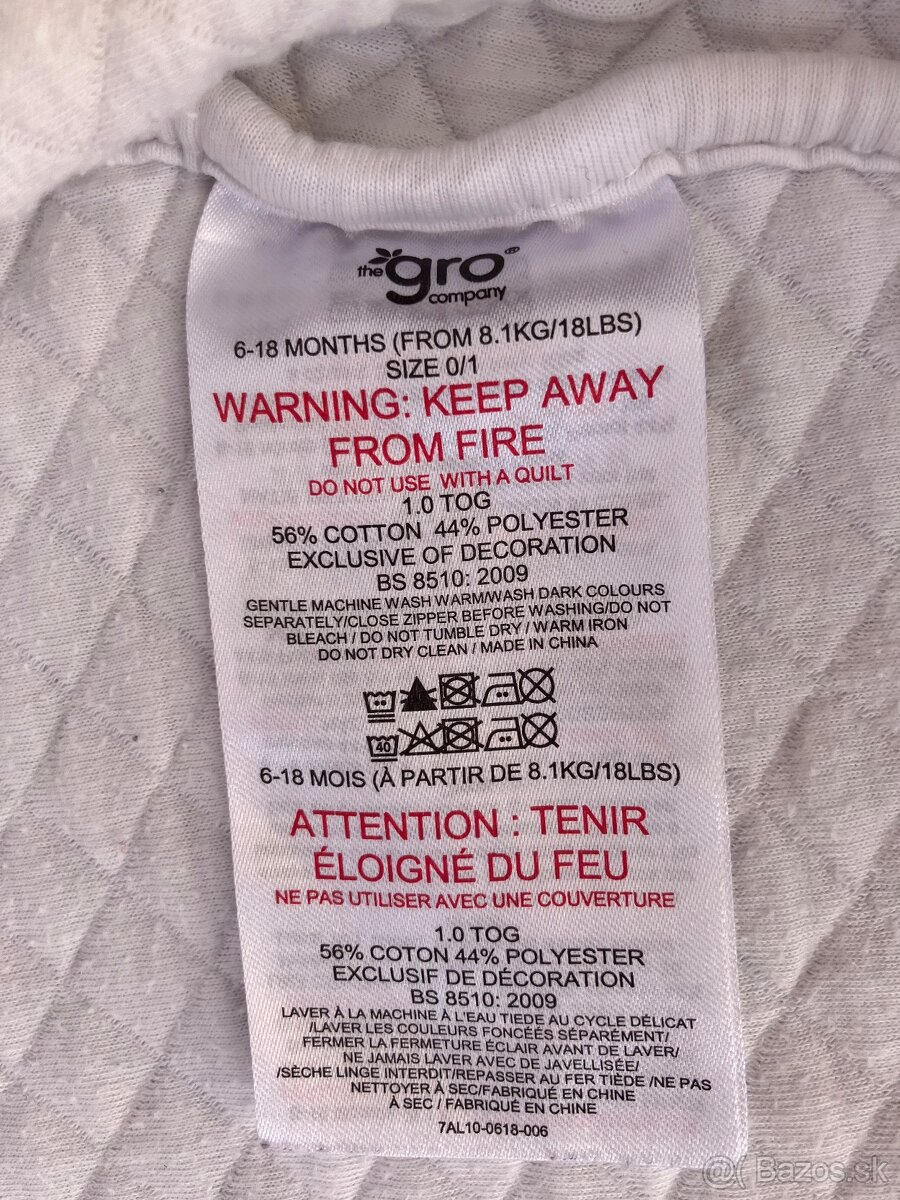 the gro®
company
6-18 MONTHS (FROM 8.1KG/18LBS)
SIZE 0/1
WARNING: KEEP AWAY
FROM FIRE
DO NOT USE WITH A QUILT
1.0 TOG
56% COTTON 44% POLYESTER
EXCLUSIVE OF DECORATION
BS 8510: 2009
GENTLE MACHINE WASH WARM/WASH DARK COLOURS
SEPARATELY/CLOSE ZIPPER BEFORE WASHING/DO NOT
BLEACH / DO NOT TUMBLE DRY / WARM IRON
DO NOT DRY CLEAN / MADE IN CHINA
40
6-18 MOIS (À PARTIR DE 8.1KG/18LBS)
ATTENTION : TENIR
ÉLOIGNÉ DU FEU
NE PAS UTILISER AVEC UNE COUVERTURE
1.0 TOG
56% COTON 44% POLYESTER
EXCLUSIF DE DÉCORATION
BS 8510: 2009
LAVER À LA MACHINE À L'EAU TIEDE AU CYCLE DÉLICAT
/LAVER LES COULEURS FONCÉES SÉPARÉMENT/
FERMER LA FERMETURE ÉCLAIR AVANT DE LAVER/
NE JAMAIS LAVER AVEC DE JAVELLISÉE/
/SÈCHE LINGE INTERDIT/REPASSER AU FER TIÈDE /NE PAS
NETTOYER À SEC/FABRIQUÉ EN CHINE
À SEC / FABRIQUÉ EN CHINE
7AL10-0618-006
@( Bazos.sk